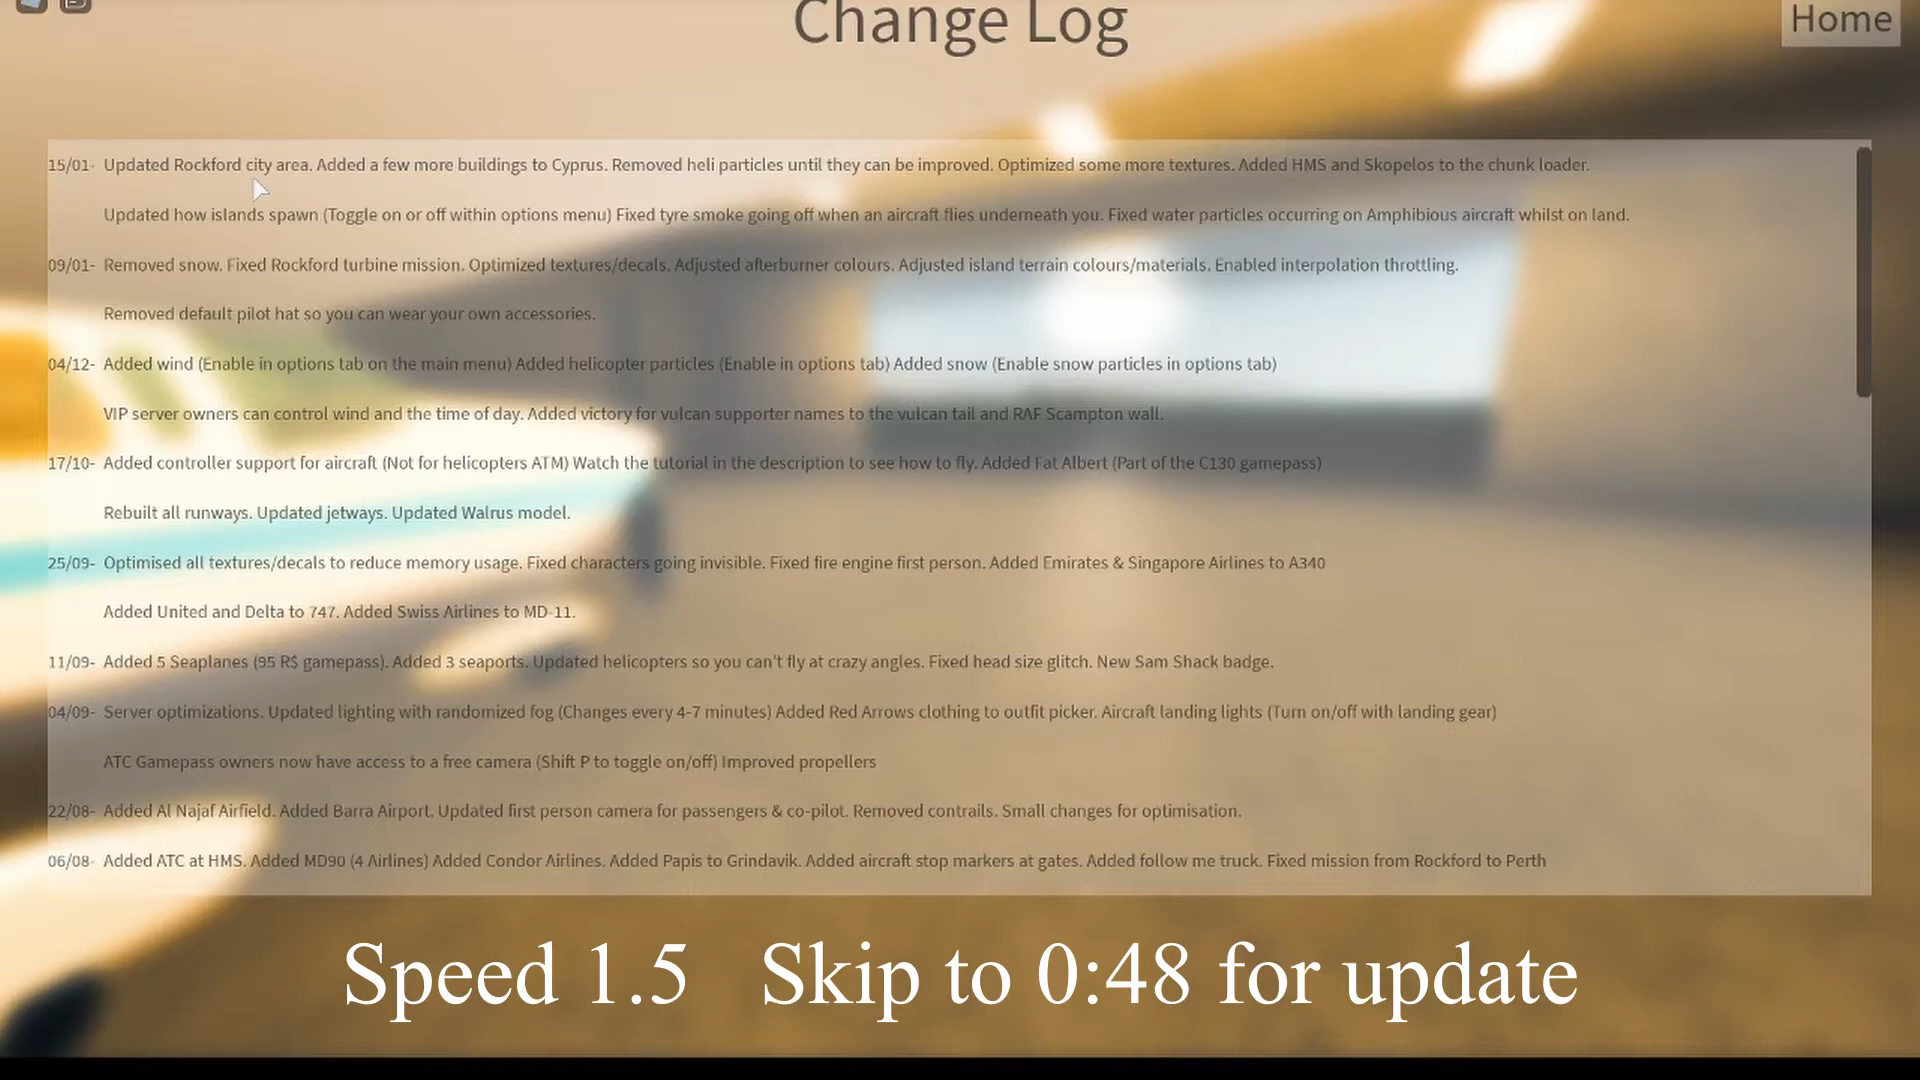 Change Log
Home
15/01- Updated Rockford city area. Added a few more buildings to Cyprus. Removed heli particles until they can be improved. Optimized some more textures. Added HMS and Skopelos to the chunk loader.
Updated how islands spawn (Toggle on or off within options menu) Fixed tyre smoke going off when an aircraft flies underneath you. Fixed water particles occurring on Amphibious aircraft whilst on land.
09/01- Removed snow. Fixed Rockford turbine mission. Optimized textures/decals. Adjusted afterburner colours. Adjusted island terrain colours/materials. Enabled interpolation throttling.
Removed default pilot hat so you can wear your own accessories.
04/12- Added wind (Enable in options tab on the main menu) Added helicopter particles (Enable in options tab) Added snow (Enable snow particles in options tab)
VIP server owners can control wind and the time of day. Added victory for vulcan supporter names to the vulcan tail and RAF Scampton wall.
17/10- Added controller support for aircraft (Not for helicopters ATM) Watch the tutorial in the description to see how to fly. Added Fat Albert (Part of the C130 gamepass)
Rebuilt all runways. Updated jetways. Updated Walrus model.
25/09- Optimised all textures/decals to reduce memory usage. Fixed characters going invisible. Fixed fire engine first person. Added Emirates & Singapore Airlines to A340
Added United and Delta to 747. Added Swiss Airlines to MD-11.
11/09- Added 5 Seaplanes (95 R$ gamepass). Added 3 seaports. Updated helicopters so you can't fly at crazy angles. Fixed head size glitch. New Sam Shack badge.
04/09- Server optimizations. Updated lighting with randomized fog (Changes every 4-7 minutes) Added Red Arrows clothing to outfit picker. Aircraft landing lights (Turn on/off with landing gear)
ATC Gamepass owners now have access to a free camera (Shift P to toggle on/off) Improved propellers
22/08- Added Al Najaf Airfield. Added Barra Airport. Updated first person camera for passengers & co-pilot. Removed contrails. Small changes for optimisation.
06/08- Added ATC at HMS. Added MD90 (4 Airlines) Added Condor Airlines. Added Papis to Grindavik. Added aircraft stop markers at gates. Added follow me truck. Fixed mission from Rockford to Perth
Speed 1.5 Skip to 0:48 for update